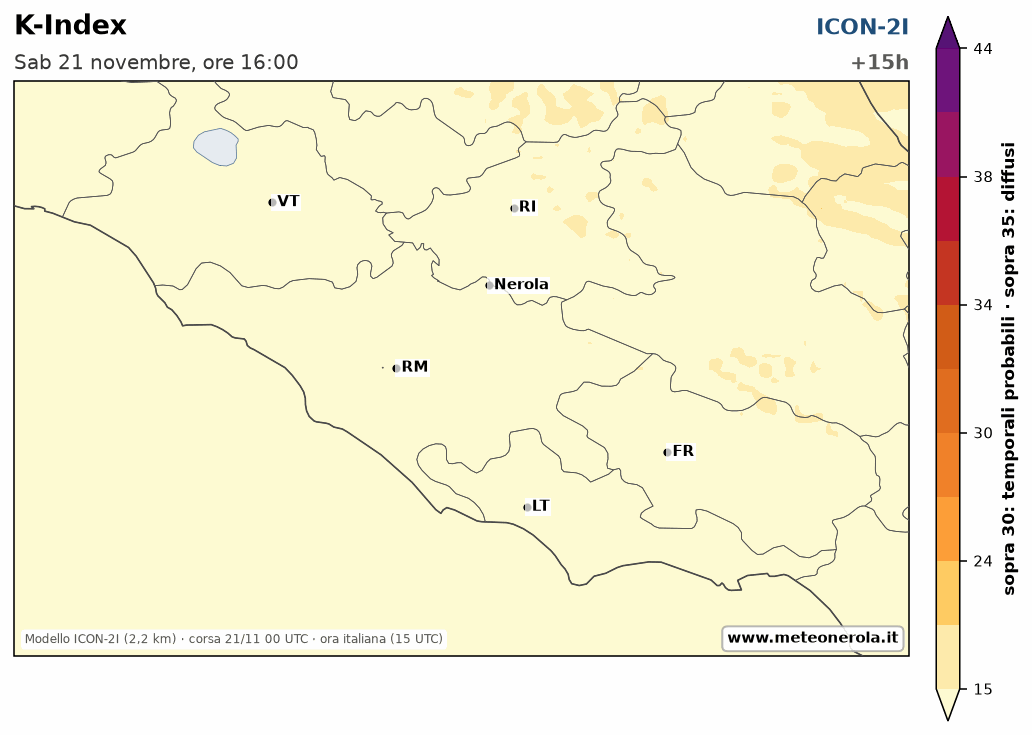 K-Index
ICON-2I
Sab 21 novembre, ore 16:00
+15h
44
38
34
30
24
15
sopra 30: temporali probabili · sopra 35: diffusi
VT
RI
Nerola
RM
FR
LT
Modello ICON-2I (2,2 km) · corsa 21/11 00 UTC · ora italiana (15 UTC)
www.meteonerola.it